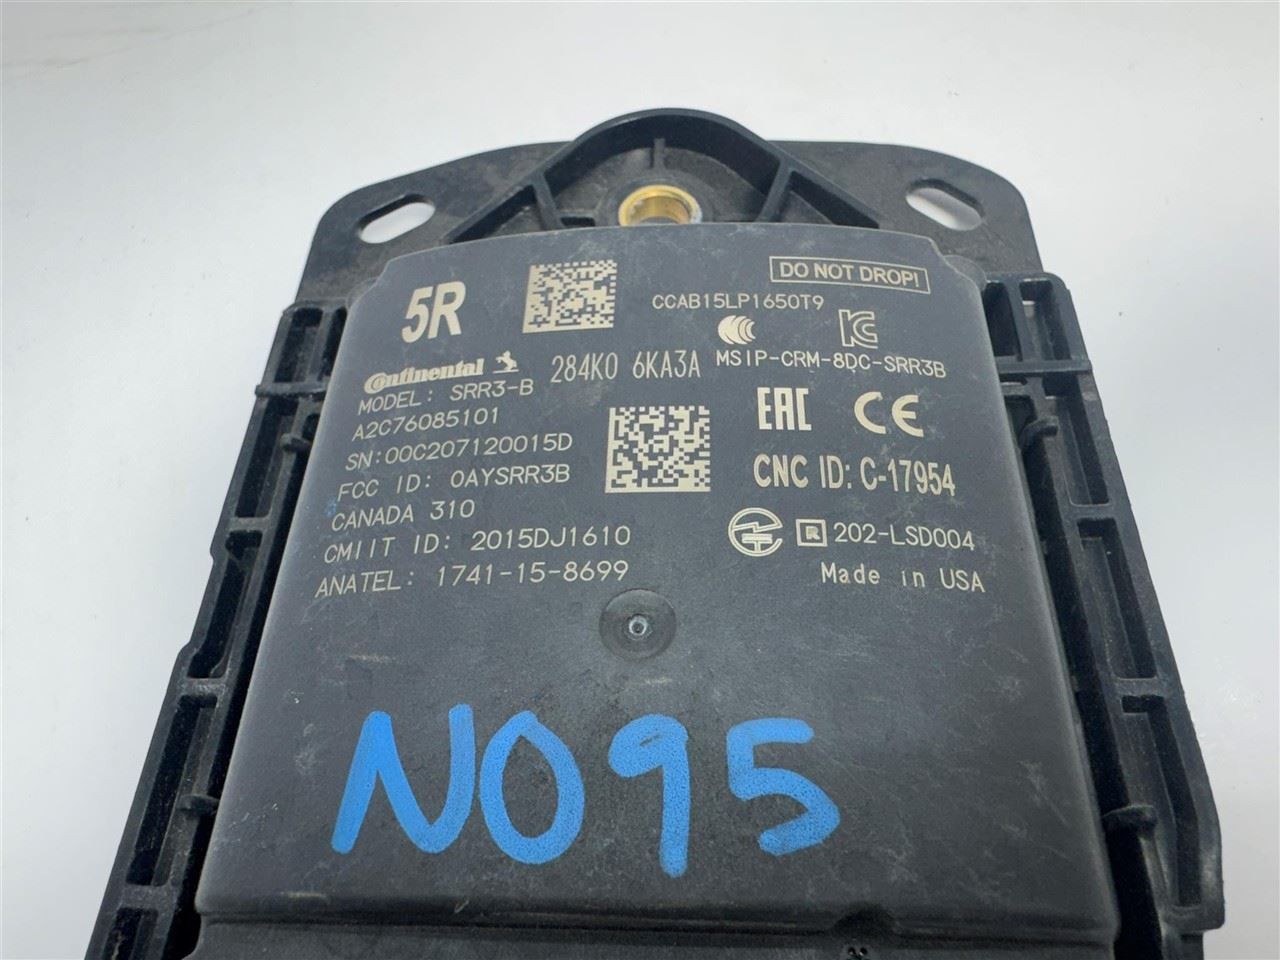 DO NOT DROP!
5R
CCAB15LP1650T9
Continental
284K0 6KA3A
MSIP-CRM-8DC-SRR3B
MODEL: SRR3-B
A2C76085101
SN:00C207120015D
FCC ID: OAYSRR3B
CANADA 310
CMIIT ID: 2015DJ1610
ANATEL: 1741-15-8699
EAC CE
CNC ID: C-17954
R 202-LSD004
Made in USA
N095